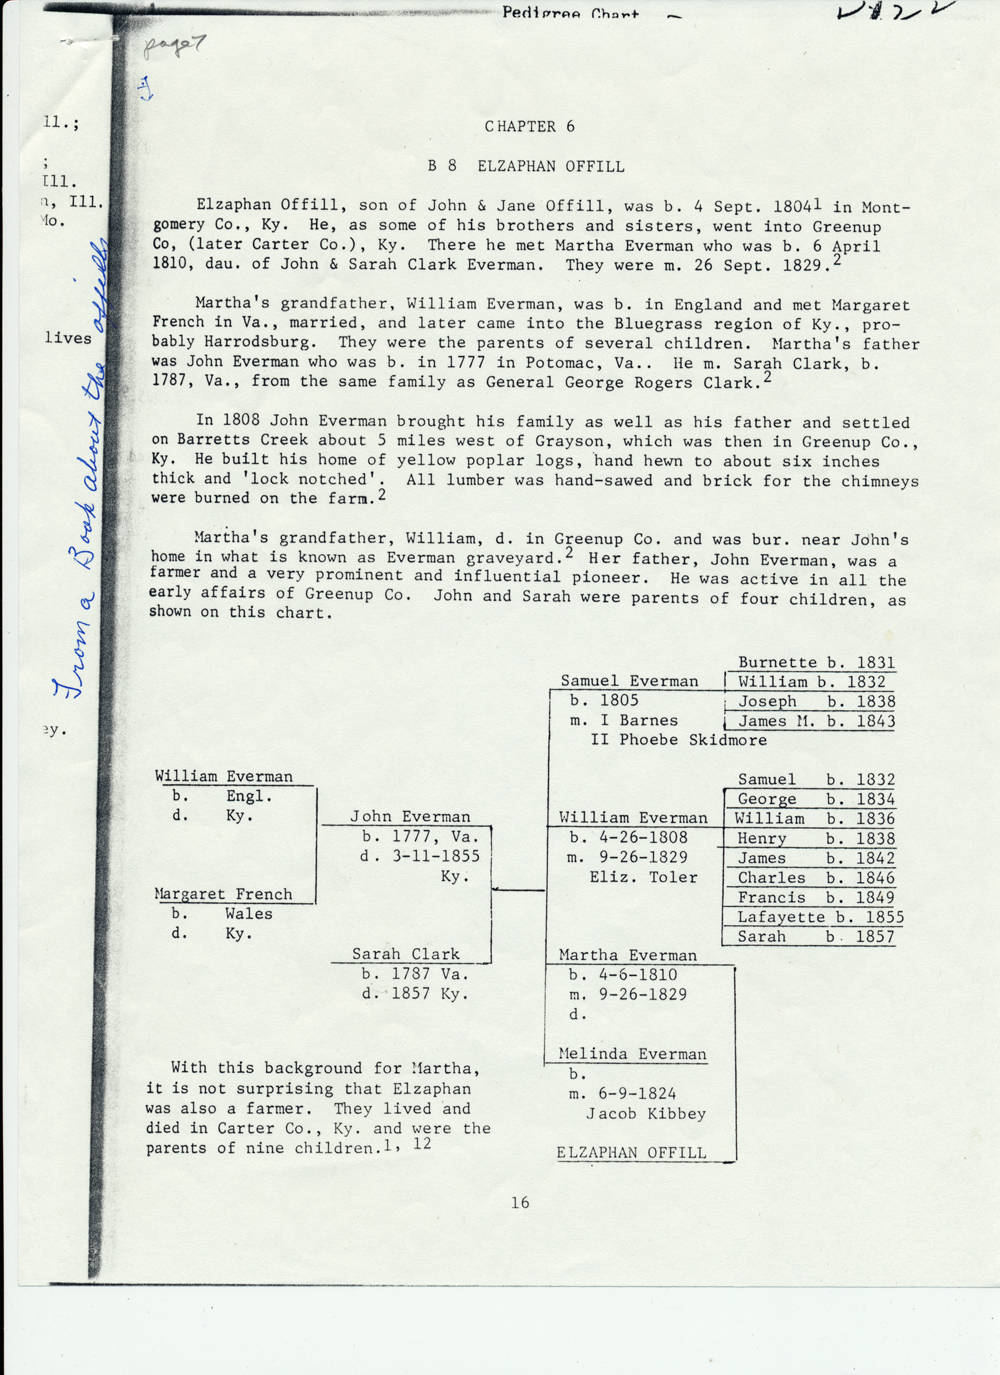 Pedigree Chart
page 7
ll.;
;
Ill.
n, Ill.
Mo.
lives
ey.
From a Book about the offills
CHAPTER 6
B 8 ELZAPHAN OFFILL
Elzaphan Offill, son of John & Jane Offill, was b. 4 Sept. 1804¹ in Mont-
gomery Co., Ky. He, as some of his brothers and sisters, went into Greenup
Co, (later Carter Co.), Ky. There he met Martha Everman who was b. 6 April
1810, dau. of John & Sarah Clark Everman. They were m. 26 Sept. 1829.²
Martha's grandfather, William Everman, was b. in England and met Margaret
French in Va., married, and later came into the Bluegrass region of Ky., pro-
bably Harrodsburg. They were the parents of several children. Martha's father
was John Everman who was b. in 1777 in Potomac, Va.. He m. Sarah Clark, b.
1787, Va., from the same family as General George Rogers Clark.²
In 1808 John Everman brought his family as well as his father and settled
on Barretts Creek about 5 miles west of Grayson, which was then in Greenup Co.,
Ky. He built his home of yellow poplar logs, hand hewn to about six inches
thick and 'lock notched'. All lumber was hand-sawed and brick for the chimneys
were burned on the farm.²
Martha's grandfather, William, d. in Greenup Co. and was bur. near John's
home in what is known as Everman graveyard.² Her father, John Everman, was a
farmer and a very prominent and influential pioneer. He was active in all the
early affairs of Greenup Co. John and Sarah were parents of four children, as
shown on this chart.
William Everman
b. Engl.
d. Ky.
Margaret French
b. Wales
d. Ky.
John Everman
b. 1777, Va.
d. 3-11-1855
Ky.
Sarah Clark
b. 1787 Va.
d. 1857 Ky.
Samuel Everman
b. 1805
m. I Barnes
II Phoebe Skidmore
Burnette b. 1831
William b. 1832
Joseph b. 1838
James M. b. 1843
William Everman
b. 4-26-1808
m. 9-26-1829
Eliz. Toler
Samuel b. 1832
George b. 1834
William b. 1836
Henry b. 1838
James b. 1842
Charles b. 1846
Francis b. 1849
Lafayette b. 1855
Sarah b. 1857
Martha Everman
b. 4-6-1810
m. 9-26-1829
d.
Melinda Everman
b.
m. 6-9-1824
Jacob Kibbey
ELZAPHAN OFFILL
With this background for Martha,
it is not surprising that Elzaphan
was also a farmer. They lived and
died in Carter Co., Ky. and were the
parents of nine children.1, 12
16